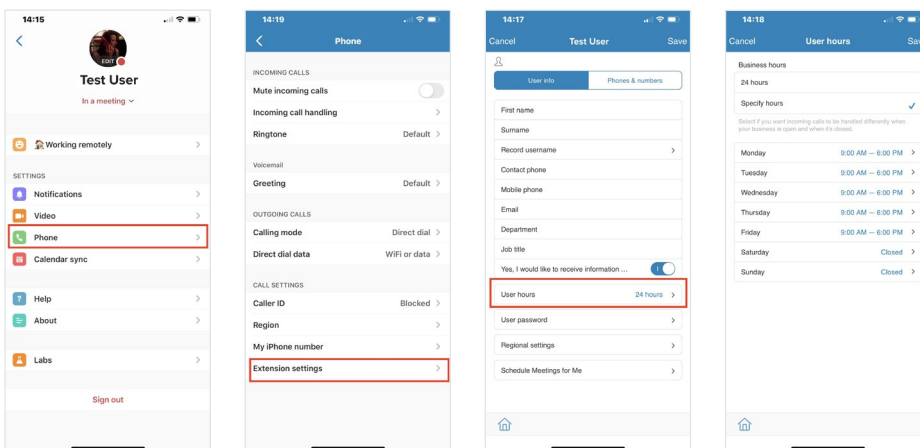 14:15
EDIT
Test User
In a meeting
Working remotely
SETTINGS
Notifications
Video
Phone
Calendar sync
Help
About
Labs
Sign out
14:19
Phone
INCOMING CALLS
Mute incoming calls
Incoming call handling
Ringtone Default
Voicemail
Greeting Default
OUTGOING CALLS
Calling mode Direct dial
Direct dial data WiFi or data
CALL SETTINGS
Caller ID Blocked
Region
My iPhone number
Extension settings
14:17
Cancel Test User Save
User info Phones & numbers
First name
Surname
Record username
Contact phone
Mobile phone
Email
Department
Job title
Yes, I would like to receive information ...
User hours 24 hours
User password
Regional settings
Schedule Meetings for Me
14:18
Cancel User hours Sav
Business hours
24 hours
Specify hours
Select if you want incoming calls to be handled differently when
your business is open and when it's closed.
Monday 9:00 AM — 6:00 PM
Tuesday 9:00 AM — 6:00 PM
Wednesday 9:00 AM — 6:00 PM
Thursday 9:00 AM — 6:00 PM
Friday 9:00 AM — 6:00 PM
Saturday Closed
Sunday Closed